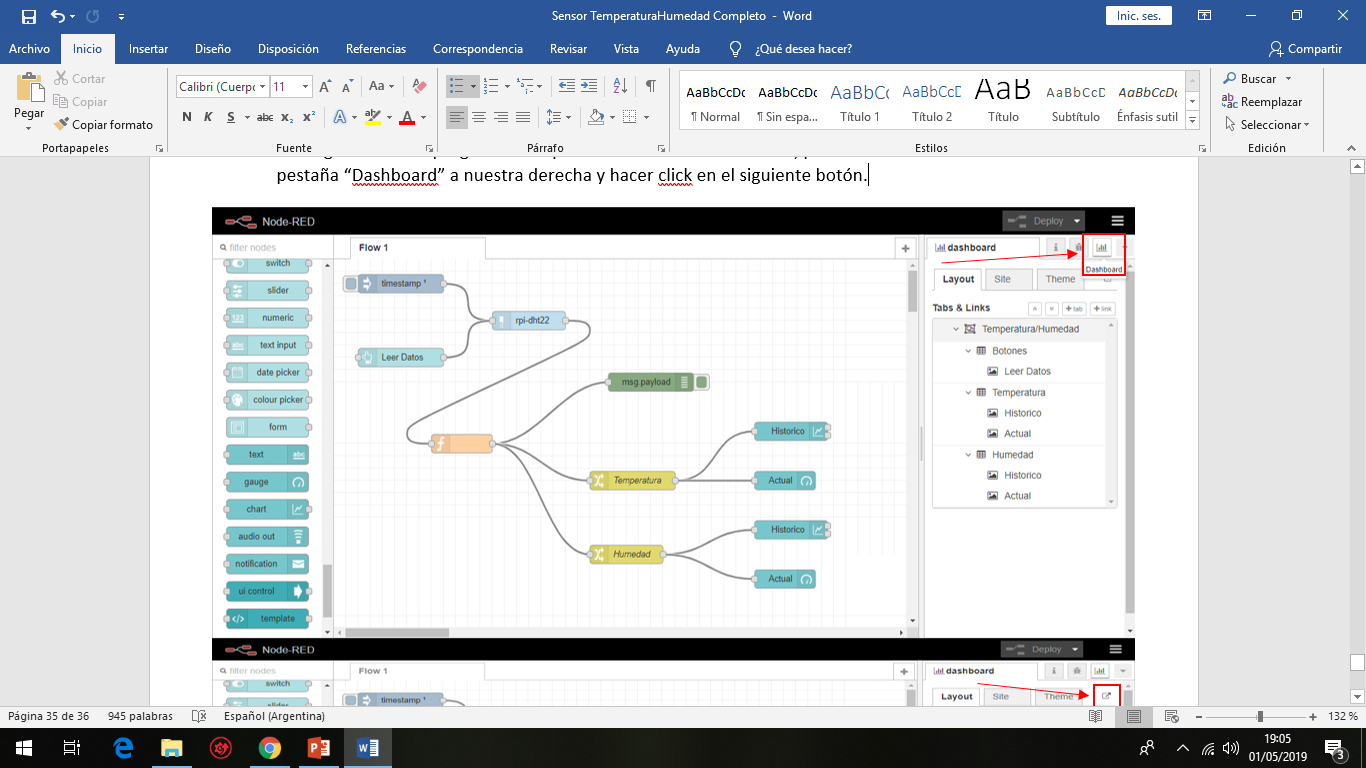 Sensor TemperaturaHumedad Completo - Word
Inic. ses.
Archivo Inicio Insertar Diseño Disposición Referencias Correspondencia Revisar Vista Ayuda ¿Qué desea hacer? Compartir
Pegar
Cortar
Copiar
Copiar formato
Portapapeles
Calibri (Cuerpo 11
N K S abc x₂ x²
Fuente
Párrafo
AaBbCcDc AaBbCcDc AaBbCc AaBbCcD AaB AaBbCcD AaBbCcDc
¶ Normal ¶ Sin espa... Título 1 Título 2 Título Subtítulo Énfasis sutil
Estilos
Buscar
Reemplazar
Seleccionar
Edición
pestaña “Dashboard” a nuestra derecha y hacer click en el siguiente botón.
Node-RED Deploy
filter nodes
Flow 1
dashboard
Dashboard
switch
slider
numeric
text input
date picker
colour picker
form
text
gauge
chart
audio out
notification
ui control
template
timestamp ¹
rpi-dht22
Leer Datos
msg.payload
f
Temperatura
Historico
Actual
Humedad
Historico
Actual
Layout Site Theme
Tabs & Links
+tab +link
Temperatura/Humedad
Botones
Leer Datos
Temperatura
Historico
Actual
Humedad
Historico
Actual
Node-RED Deploy
filter nodes
Flow 1
dashboard
switch
timestamp ¹
Layout Site Theme
Página 35 de 36 945 palabras Español (Argentina) 132 %
19:05
01/05/2019
3